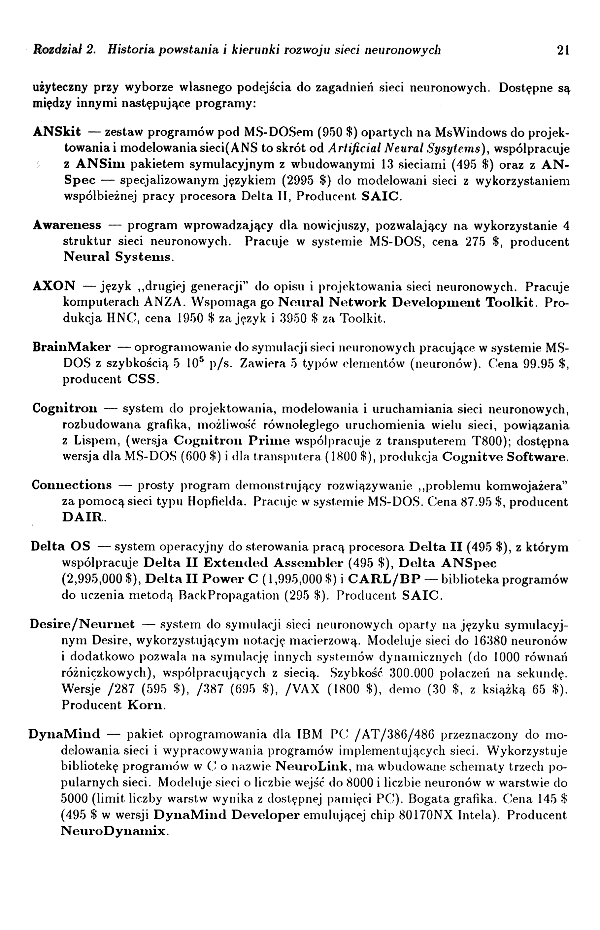 Rozdział 2. Historia powstania i kierunki rozwoju sieci neuronowych 21
użyteczny przy wyborze własnego podejścia do zagadnień sieci neuronowych. Dostępne są
między innymi następujące programy:
ANSkit — zestaw programów pod MS-DOSem (950 $) opartych na MsWindows do projek-
towania i modelowania sieci(ANS to skrót od Artificial Neural Sysytems), współpracuje
z ANSim pakietem symulacyjnym z wbudowanymi 13 sieciami (495 $) oraz z AN-
Spec — specjalizowanym językiem (2995 $) do modelowani sieci z wykorzystaniem
współbieżnej pracy procesora Delta II, Producent SAIC.
Awareness — program wprowadzający dla nowicjuszy, pozwalający na wykorzystanie 4
struktur sieci neuronowych. Pracuje w systemie MS-DOS, cena 275 $, producent
Neural Systems.
AXON — język ,,drugiej generacji” do opisu i projektowania sieci neuronowych. Pracuje
komputerach ANZA. Wspomaga go Neural Network Development Toolkit. Pro-
dukcja HNC, cena 1950 $ za język i 3950 $ za Toolkit.
BrainMaker — oprogramowanie do symulacji sieci neuronowych pracujące w systemie MS-
DOS z szybkością 5 10⁵ p/s. Zawiera 5 typów elementów (neuronów). Cena 99.95 $,
producent CSS.
Cognitron — system do projektowania, modelowania i uruchamiania sieci neuronowych,
rozbudowana grafika, możliwość równoległego uruchomienia wielu sieci, powiązania
z Lispem, (wersja Cognitron Prime współpracuje z transputerem T800); dostępna
wersja dla MS-DOS (600 $) i dla transputera (1800 $), produkcja Cognitve Software.
Connections — prosty program demonstrujący rozwiązywanie ,,problemu komwojażera”
za pomocą sieci typu Hopfielda. Pracuje w systemie MS-DOS. Cena 87.95 $, producent
DAIR.
Delta OS — system operacyjny do sterowania pracą procesora Delta II (495 $), z którym
współpracuje Delta II Extended Assembler (495 $), Delta ANSpec
(2,995,000 $), Delta II Power C (1,995,000 $) i CARL/BP — biblioteka programów
do uczenia metodą BackPropagation (295 $). Producent SAIC.
Desire/Neurnet — system do symulacji sieci neuronowych oparty na języku symulacyj-
nym Desire, wykorzystującym notację macierzową. Modeluje sieci do 16380 neuronów
i dodatkowo pozwala na symulację innych systemów dynamicznych (do 1000 równań
różniczkowych), współpracujących z siecią. Szybkość 300.000 połaczeń na sekundę.
Wersje /287 (595 $), /387 (695 $), /VAX (1800 $), demo (30 $, z książką 65 $).
Producent Korn.
DynaMind — pakiet oprogramowania dla IBM PC /AT/386/486 przeznaczony do mo-
delowania sieci i wypracowywania programów implementujących sieci. Wykorzystuje
bibliotekę programów w C o nazwie NeuroLink, ma wbudowane schematy trzech po-
pularnych sieci. Modeluje sieci o liczbie wejść do 8000 i liczbie neuronów w warstwie do
5000 (limit liczby warstw wynika z dostępnej pamięci PC). Bogata grafika. Cena 145 $
(495 $ w wersji DynaMind Developer emulującej chip 80170NX Intela). Producent
NeuroDynamix.